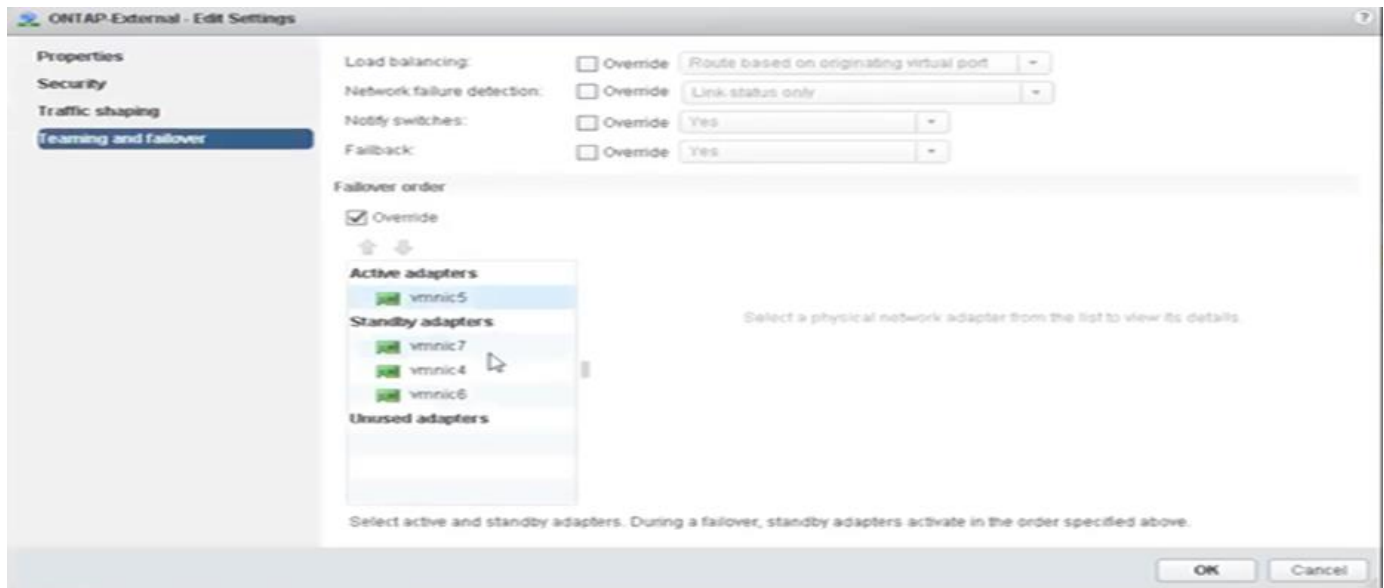 ONTAP-External - Edit Settings
?
Properties
Security
Traffic shaping
Teaming and failover
Load balancing: Override Route based on originating virtual port
Network failure detection: Override Link status only
Notify switches: Override Yes
Failback: Override Yes
Failover order
Override
Active adapters
vmnic5
Standby adapters
vmnic7
vmnic4
vmnic6
Unused adapters
Select a physical network adapter from the list to view its details.
Select active and standby adapters. During a failover, standby adapters activate in the order specified above.
OK Cancel